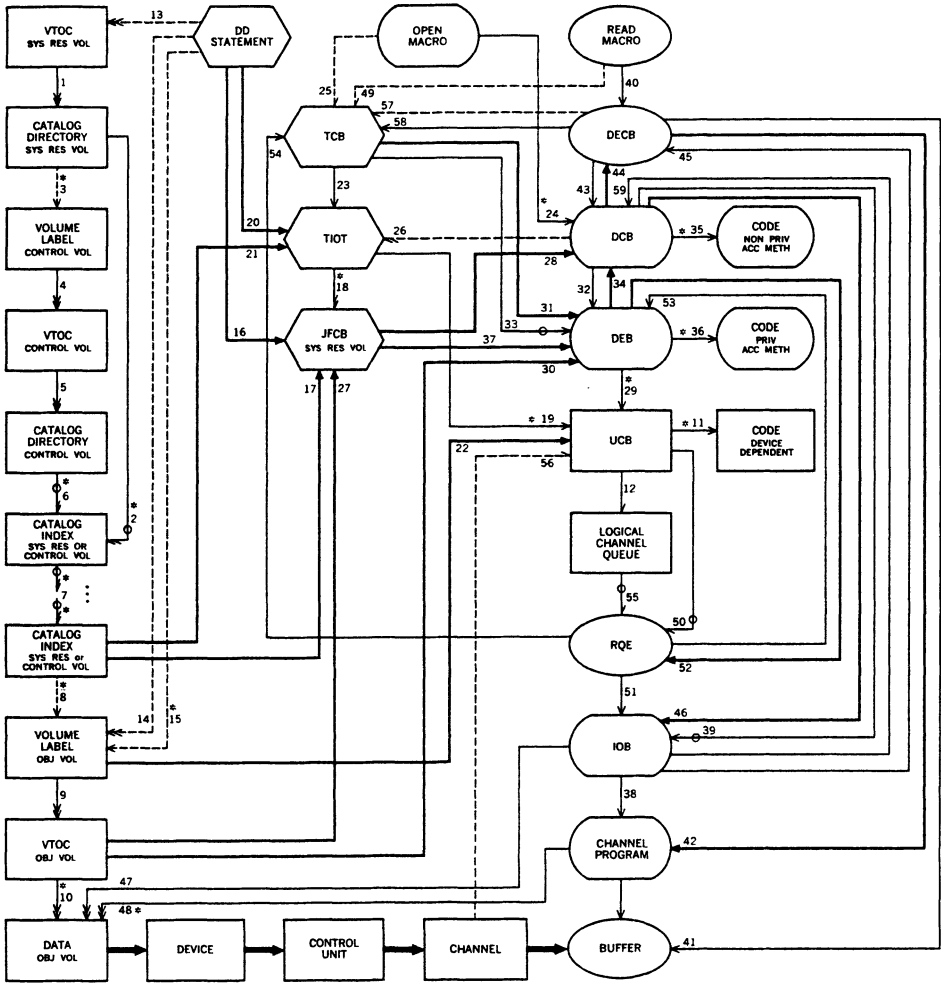 VTOC
SYS RES VOL
13
DD
STATEMENT
OPEN
MACRO
READ
MACRO
1
25
49
40
57
58
CATALOG
DIRECTORY
SYS RES VOL
TCB
DECB
54
45
*
3
*
2
23
43
44
59
*
24
VOLUME
LABEL
CONTROL VOL
20
21
TIOT
26
28
DCB
* 35
CODE
NON PRIV
ACC METH
4
*
18
32
34
31
33
53
VTOC
CONTROL VOL
16
JFCB
SYS RES VOL
37
30
DEB
* 36
CODE
PRIV
ACC METH
5
17
27
*
29
CATALOG
DIRECTORY
CONTROL VOL
* 19
22
56
UCB
* 11
CODE
DEVICE
DEPENDENT
*
6
12
CATALOG
INDEX
SYS RES OR
CONTROL VOL
LOGICAL
CHANNEL
QUEUE
*
7
*
55
50
CATALOG
INDEX
SYS RES or
CONTROL VOL
RQE
52
*
8
14
*
15
51
46
39
VOLUME
LABEL
OBJ VOL
IOB
9
38
VTOC
OBJ VOL
CHANNEL
PROGRAM
42
*
10
47
48 *
DATA
OBJ VOL
DEVICE
CONTROL
UNIT
CHANNEL
BUFFER
41